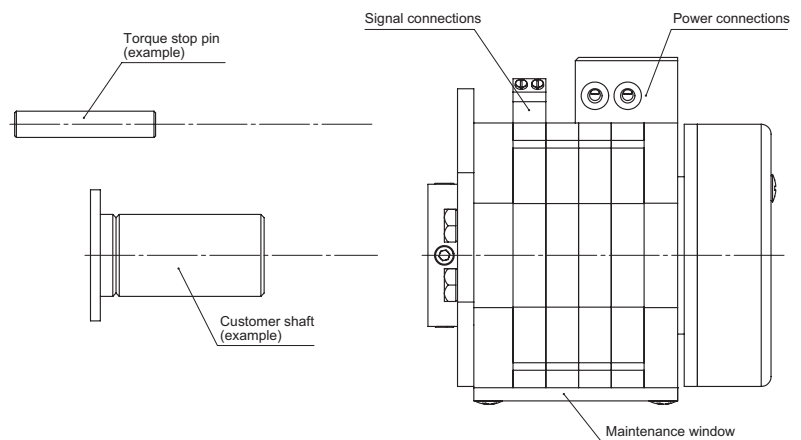 Signal connections
Power connections
Torque stop pin
(example)
Customer shaft
(example)
Maintenance window